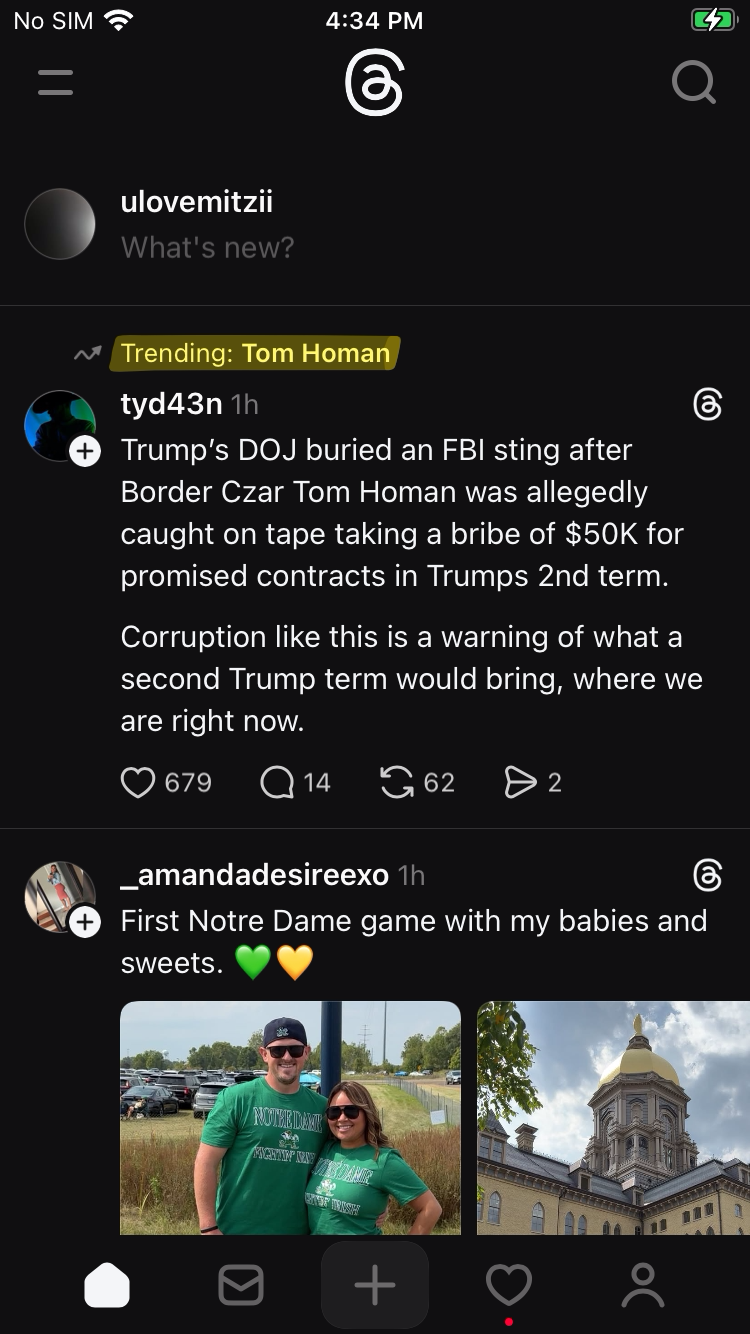 No SIM 4:34 PM
ulovemitzii
What's new?
Trending: Tom Homan
tyd43n 1h
Trump’s DOJ buried an FBI sting after
Border Czar Tom Homan was allegedly
caught on tape taking a bribe of $50K for
promised contracts in Trumps 2nd term.
Corruption like this is a warning of what a
second Trump term would bring, where we
are right now.
679 14 62 2
_amandadesireexo 1h
First Notre Dame game with my babies and
sweets. 💚💛
NOTRE DAME
FIGHTIN' IRISH
NOTRE DAME
FIGHTIN' IRISH